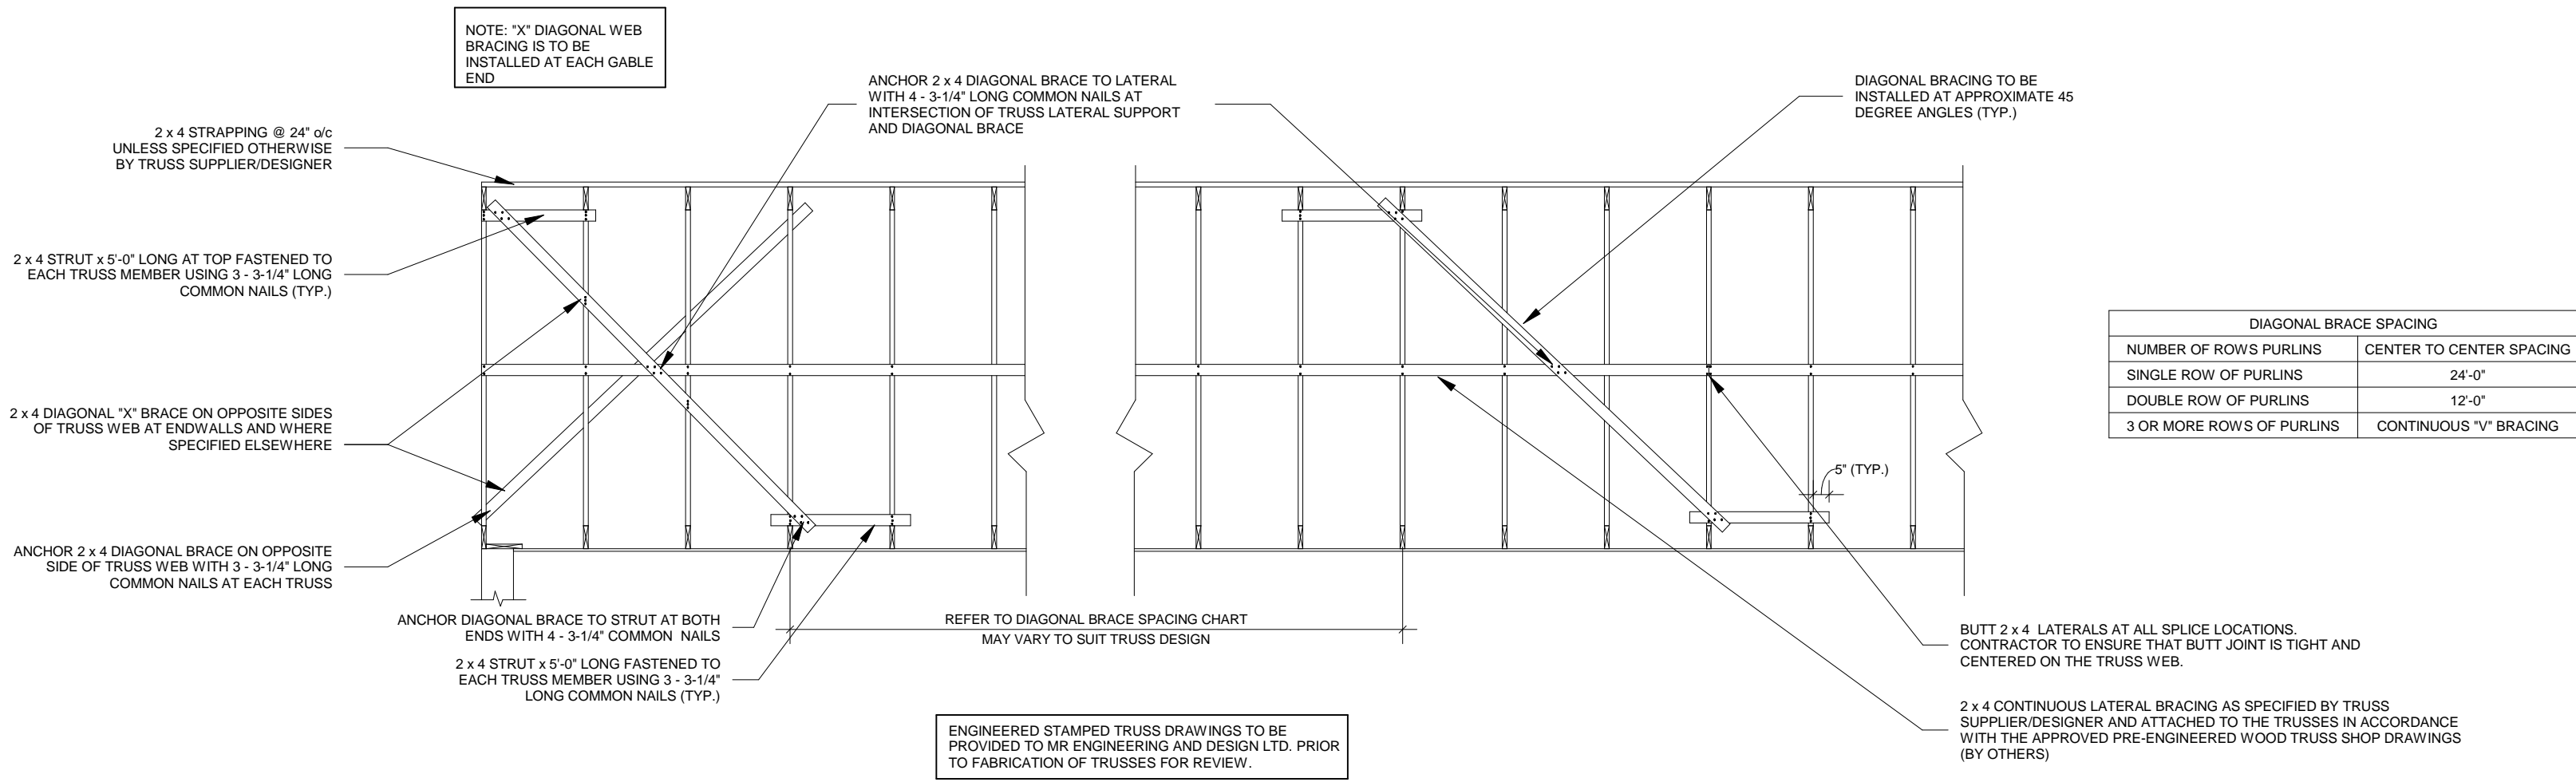 NOTE: "X" DIAGONAL WEB
BRACING IS TO BE
INSTALLED AT EACH GABLE
END
ANCHOR 2 x 4 DIAGONAL BRACE TO LATERAL
WITH 4 - 3-1/4" LONG COMMON NAILS AT
INTERSECTION OF TRUSS LATERAL SUPPORT
AND DIAGONAL BRACE
DIAGONAL BRACING TO BE
INSTALLED AT APPROXIMATE 45
DEGREE ANGLES (TYP.)
2 x 4 STRAPPING @ 24" o/c
UNLESS SPECIFIED OTHERWISE
BY TRUSS SUPPLIER/DESIGNER
2 x 4 STRUT x 5'-0" LONG AT TOP FASTENED TO
EACH TRUSS MEMBER USING 3 - 3-1/4" LONG
COMMON NAILS (TYP.)
2 x 4 DIAGONAL "X" BRACE ON OPPOSITE SIDES
OF TRUSS WEB AT ENDWALLS AND WHERE
SPECIFIED ELSEWHERE
ANCHOR 2 x 4 DIAGONAL BRACE ON OPPOSITE
SIDE OF TRUSS WEB WITH 3 - 3-1/4" LONG
COMMON NAILS AT EACH TRUSS
DIAGONAL BRACE SPACING
NUMBER OF ROWS PURLINS CENTER TO CENTER SPACING
SINGLE ROW OF PURLINS 24'-0"
DOUBLE ROW OF PURLINS 12'-0"
3 OR MORE ROWS OF PURLINS CONTINUOUS "V" BRACING
5" (TYP.)
ANCHOR DIAGONAL BRACE TO STRUT AT BOTH
ENDS WITH 4 - 3-1/4" COMMON NAILS
2 x 4 STRUT x 5'-0" LONG FASTENED TO
EACH TRUSS MEMBER USING 3 - 3-1/4"
LONG COMMON NAILS (TYP.)
REFER TO DIAGONAL BRACE SPACING CHART
MAY VARY TO SUIT TRUSS DESIGN
BUTT 2 x 4 LATERALS AT ALL SPLICE LOCATIONS.
CONTRACTOR TO ENSURE THAT BUTT JOINT IS TIGHT AND
CENTERED ON THE TRUSS WEB.
2 x 4 CONTINUOUS LATERAL BRACING AS SPECIFIED BY TRUSS
SUPPLIER/DESIGNER AND ATTACHED TO THE TRUSSES IN ACCORDANCE
WITH THE APPROVED PRE-ENGINEERED WOOD TRUSS SHOP DRAWINGS
(BY OTHERS)
ENGINEERED STAMPED TRUSS DRAWINGS TO BE
PROVIDED TO MR ENGINEERING AND DESIGN LTD. PRIOR
TO FABRICATION OF TRUSSES FOR REVIEW.